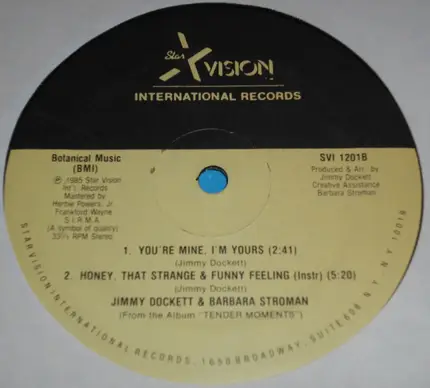 Star
VISION
INTERNATIONAL RECORDS
Botanical Music
(BMI)
℗ 1985 Star Vision
Int'l. Records
Mastered by
Herbie Powers, Jr.
Frankford Wayne
S.I.R.M.A.
(A symbol of quality)
33⅓ RPM Stereo
SVI 1201B
Produced & Arr. by
Jimmy Dockett
Creative Assistance
Barbara Stroman
1. YOU'RE MINE, I'M YOURS (2:41)
(Jimmy Dockett)
2. HONEY, THAT STRANGE & FUNNY FEELING (Instr) (5:20)
(Jimmy Dockett)
JIMMY DOCKETT & BARBARA STROMAN
(From the Album "TENDER MOMENTS")
STARVISION INTERNATIONAL RECORDS, 1650 BROADWAY, SUITE 608, N.Y., N.Y. 10019